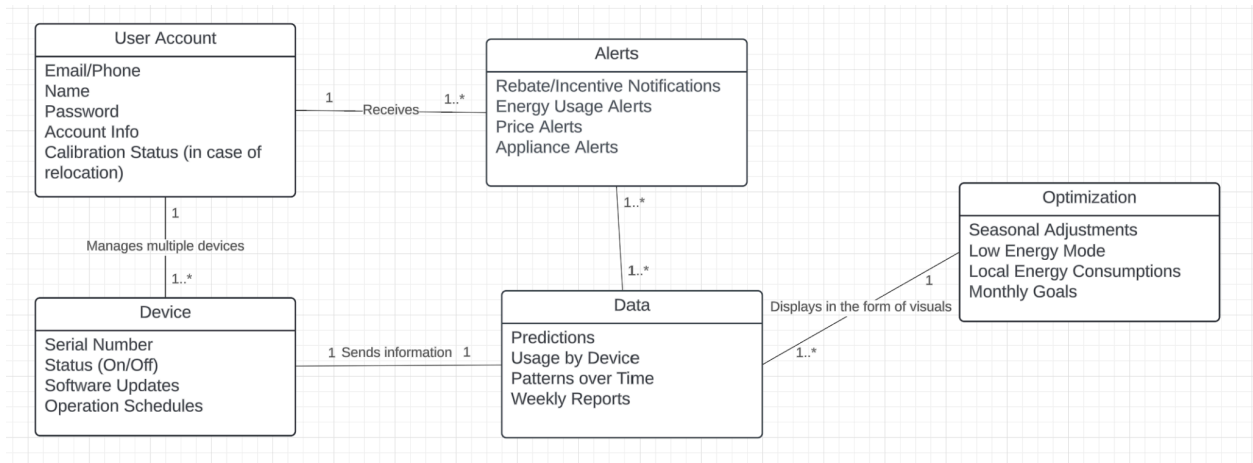 User Account
Email/Phone
Name
Password
Account Info
Calibration Status (in case of
relocation)
1
Receives
1..*
Alerts
Rebate/Incentive Notifications
Energy Usage Alerts
Price Alerts
Appliance Alerts
1
Manages multiple devices
1..*
1..*
1..*
Optimization
Seasonal Adjustments
Low Energy Mode
Local Energy Consumptions
Monthly Goals
Device
Serial Number
Status (On/Off)
Software Updates
Operation Schedules
1 Sends information 1
Data
Predictions
Usage by Device
Patterns over Time
Weekly Reports
1
Displays in the form of visuals
1..*